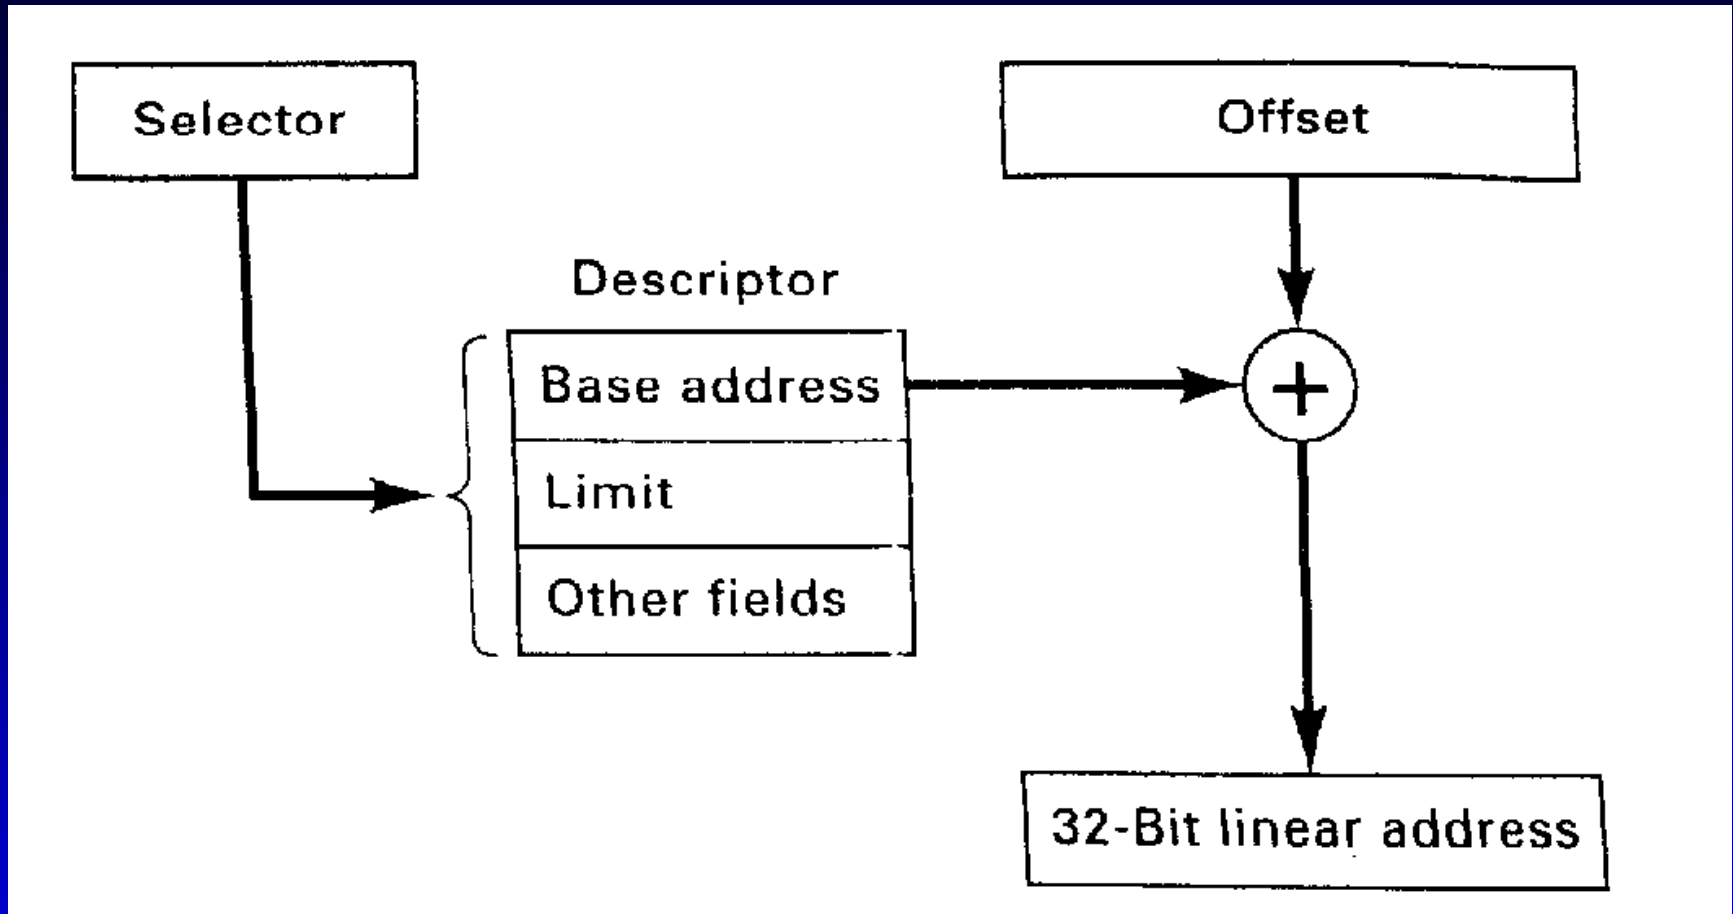 Selector
Offset
Descriptor
Base address
+
Limit
Other fields
32-Bit linear address